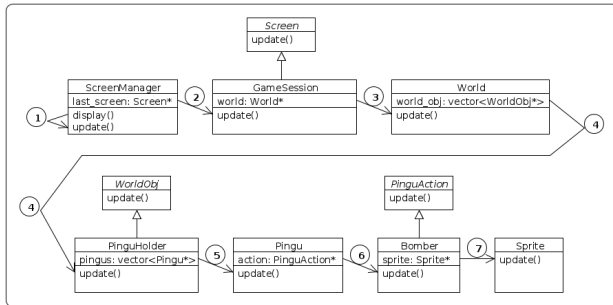 Screen
update()
ScreenManager
last_screen: Screen*
display()
update()
1
2
GameSession
world: World*
update()
3
World
world_obj: vector<WorldObj*>
update()
4
4
WorldObj
update()
PinguAction
update()
PinguHolder
pingus: vector<Pingu*>
update()
5
Pingu
action: PinguAction*
update()
6
Bomber
sprite: Sprite*
update()
7
Sprite
update()